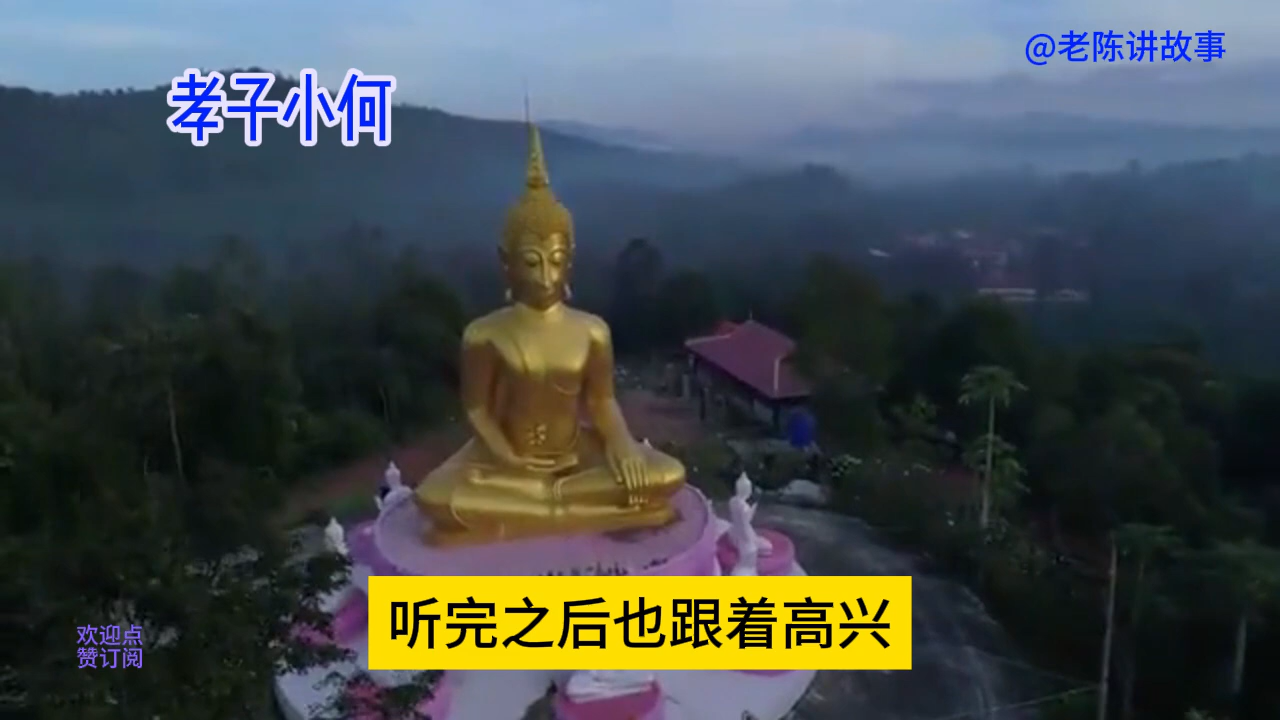 @老陈讲故事
孝子小何
听完之后也跟着高兴
欢迎点
赞订阅